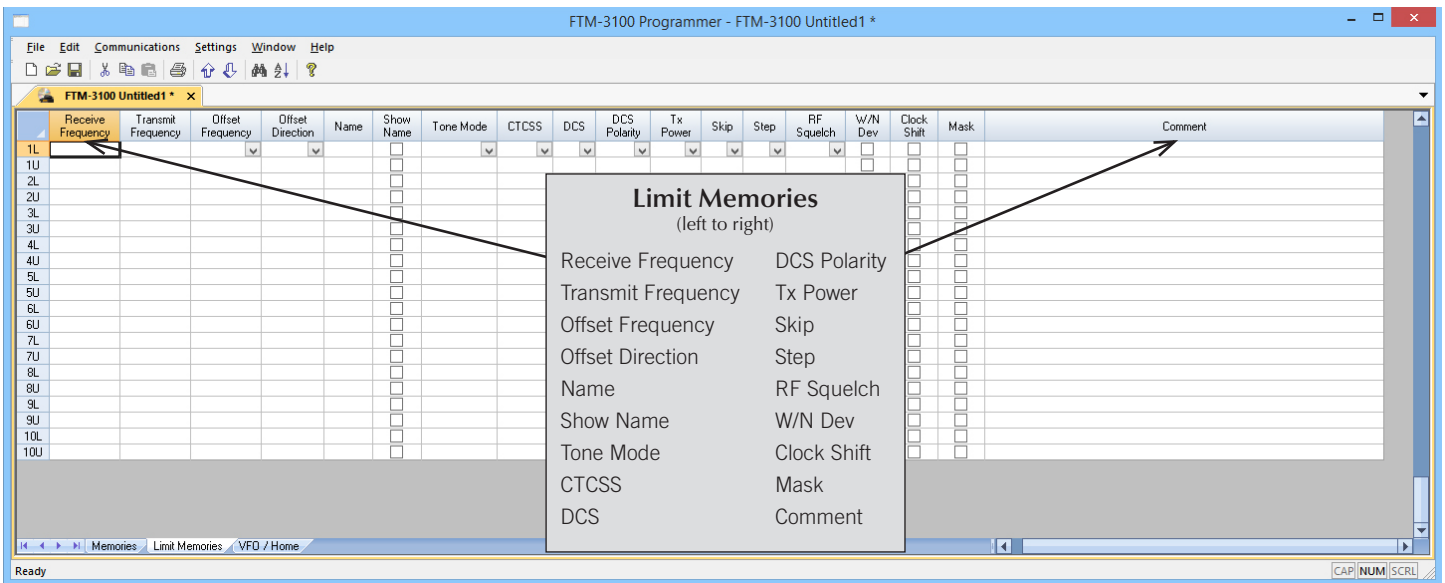 FTM-3100 Programmer - FTM-3100 Untitled1 *
File Edit Communications Settings Window Help
FTM-3100 Untitled1 * x
Receive Frequency Transmit Frequency Offset Frequency Offset Direction Name Show Name Tone Mode CTCSS DCS DCS Polarity Tx Power Skip Step RF Squelch W/N Dev Clock Shift Mask Comment
1L
1U
2L
2U
3L
3U
4L
4U
5L
5U
6L
6U
7L
7U
8L
8U
9L
9U
10L
10U
Limit Memories
(left to right)
Receive Frequency
Transmit Frequency
Offset Frequency
Offset Direction
Name
Show Name
Tone Mode
CTCSS
DCS
DCS Polarity
Tx Power
Skip
Step
RF Squelch
W/N Dev
Clock Shift
Mask
Comment
Memories Limit Memories VFO / Home
Ready CAP NUM SCRL